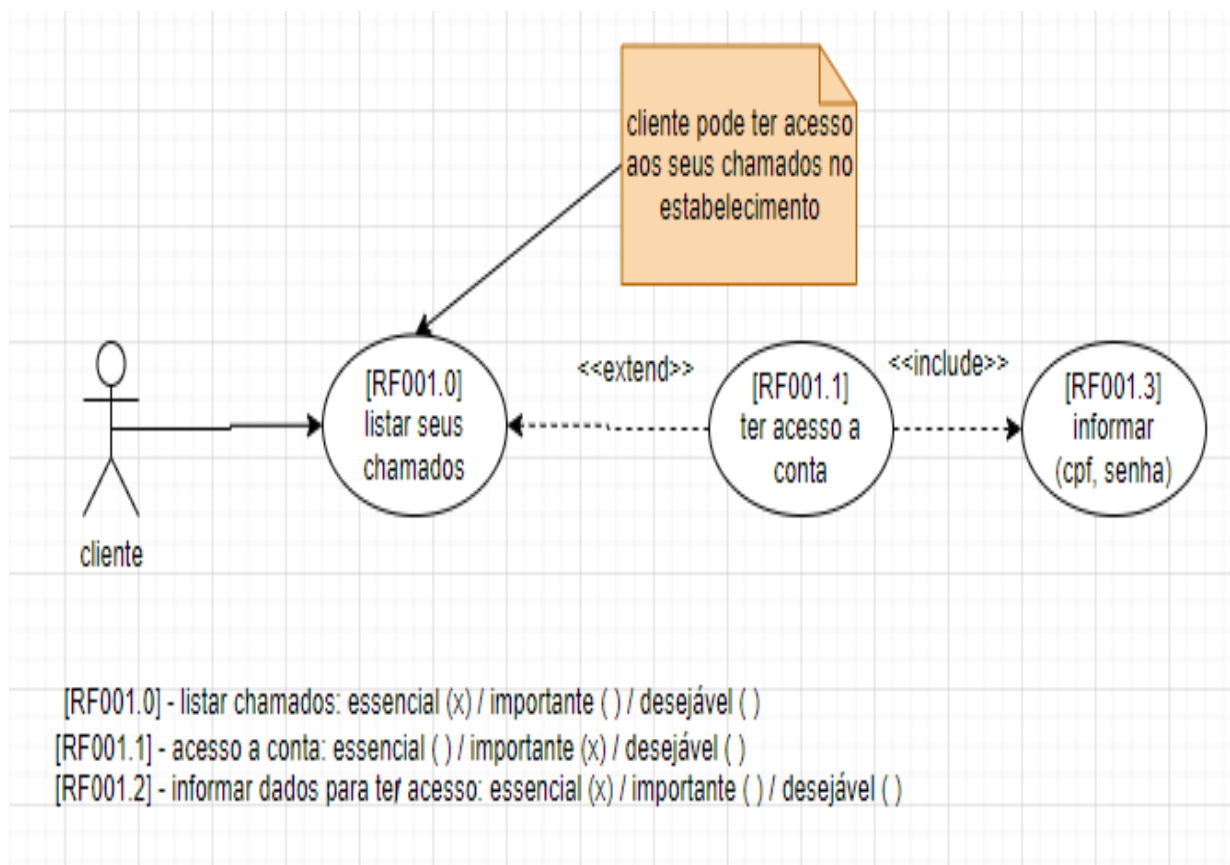 cliente pode ter acesso
aos seus chamados no
estabelecimento
[RF001.0]
listar seus
chamados
<<extend>>
[RF001.1]
ter acesso a
conta
<<include>>
[RF001.3]
informar
(cpf, senha)
cliente
[RF001.0] - listar chamados: essencial (x) / importante ( ) / desejável ( )
[RF001.1] - acesso a conta: essencial ( ) / importante (x) / desejável ( )
[RF001.2] - informar dados para ter acesso: essencial (x) / importante ( ) / desejável ( )